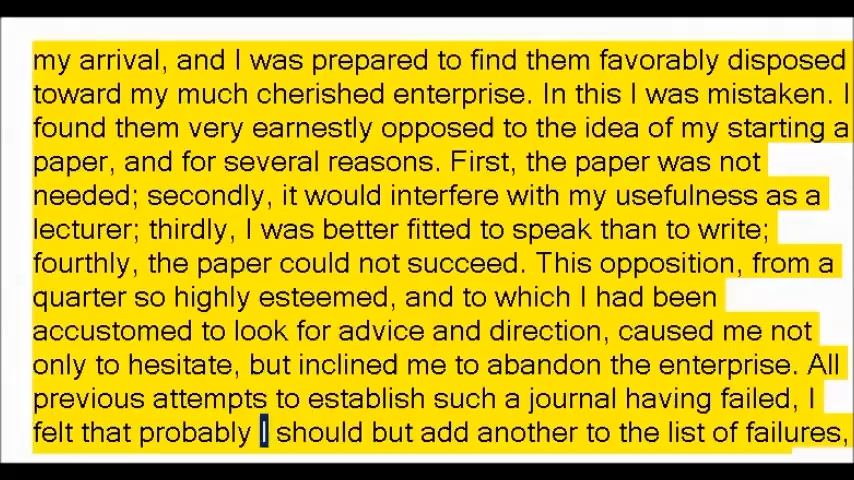 my arrival, and I was prepared to find them favorably disposed
toward my much cherished enterprise. In this I was mistaken. I
found them very earnestly opposed to the idea of my starting a
paper, and for several reasons. First, the paper was not
needed; secondly, it would interfere with my usefulness as a
lecturer; thirdly, I was better fitted to speak than to write;
fourthly, the paper could not succeed. This opposition, from a
quarter so highly esteemed, and to which I had been
accustomed to look for advice and direction, caused me not
only to hesitate, but inclined me to abandon the enterprise. All
previous attempts to establish such a journal having failed, I
felt that probably I should but add another to the list of failures,